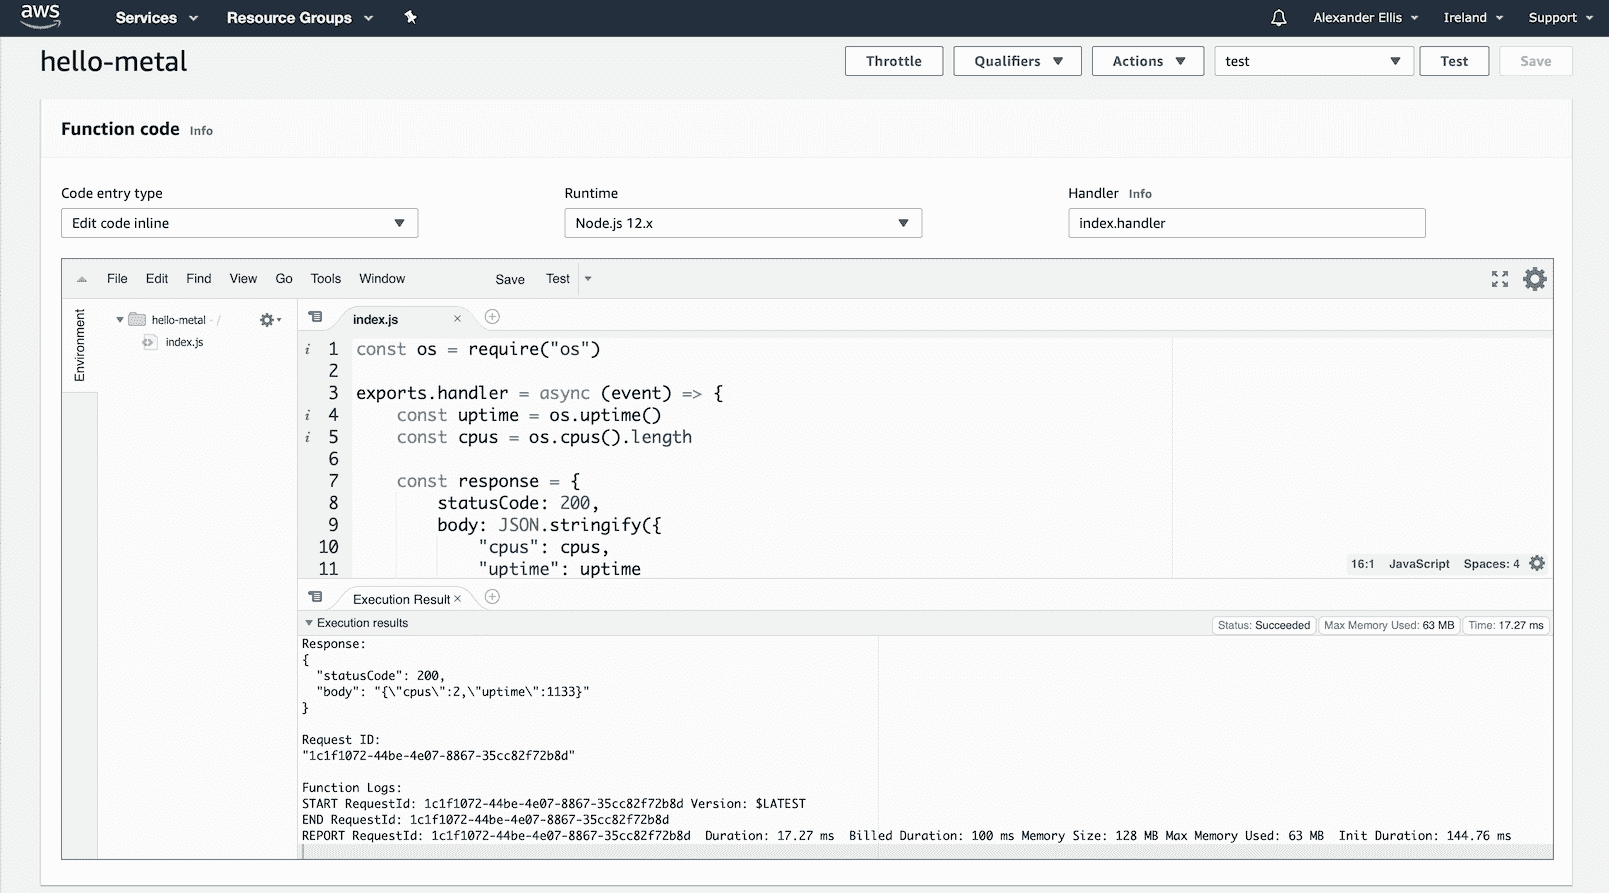 aws Services Resource Groups Alexander Ellis Ireland Support
hello-metal Throttle Qualifiers Actions test Test Save
Function code Info
Code entry type Runtime Handler Info
Edit code inline Node.js 12.x index.handler
File Edit Find View Go Tools Window Save Test
Environment
hello-metal - /
index.js
index.js
i 1 const os = require("os")
2
3 exports.handler = async (event) => {
i 4 const uptime = os.uptime()
i 5 const cpus = os.cpus().length
6
7 const response = {
8 statusCode: 200,
9 body: JSON.stringify({
10 "cpus": cpus,
11 "uptime": uptime
16:1 JavaScript Spaces: 4
Execution Result
Execution results Status: Succeeded Max Memory Used: 63 MB Time: 17.27 ms
Response:
{
"statusCode": 200,
"body": "{\"cpus\":2,\"uptime\":1133}"
}
Request ID:
"1c1f1072-44be-4e07-8867-35cc82f72b8d"
Function Logs:
START RequestId: 1c1f1072-44be-4e07-8867-35cc82f72b8d Version: $LATEST
END RequestId: 1c1f1072-44be-4e07-8867-35cc82f72b8d
REPORT RequestId: 1c1f1072-44be-4e07-8867-35cc82f72b8d Duration: 17.27 ms Billed Duration: 100 ms Memory Size: 128 MB Max Memory Used: 63 MB Init Duration: 144.76 ms